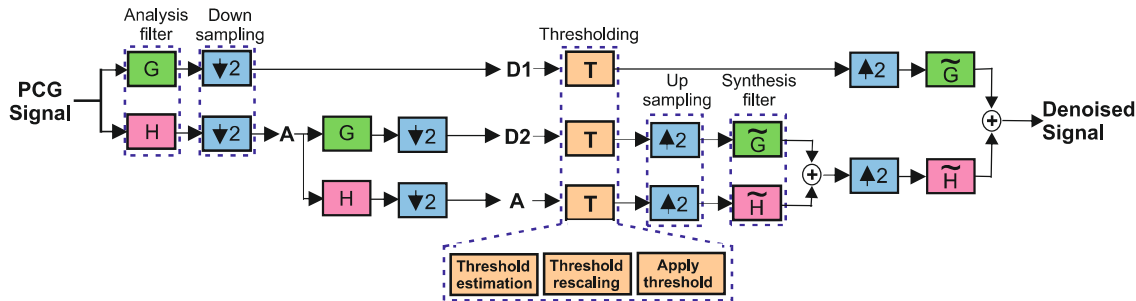 Analysis
filter
Down
sampling
Thresholding
PCG
Signal
G
↓2
D1
T
↑2
G̃
Up
sampling
Synthesis
filter
H
↓2
A
G
↓2
D2
T
↑2
G̃
+
↑2
H̃
+
Denoised
Signal
H
↓2
A
T
↑2
H̃
Threshold
estimation
Threshold
rescaling
Apply
threshold